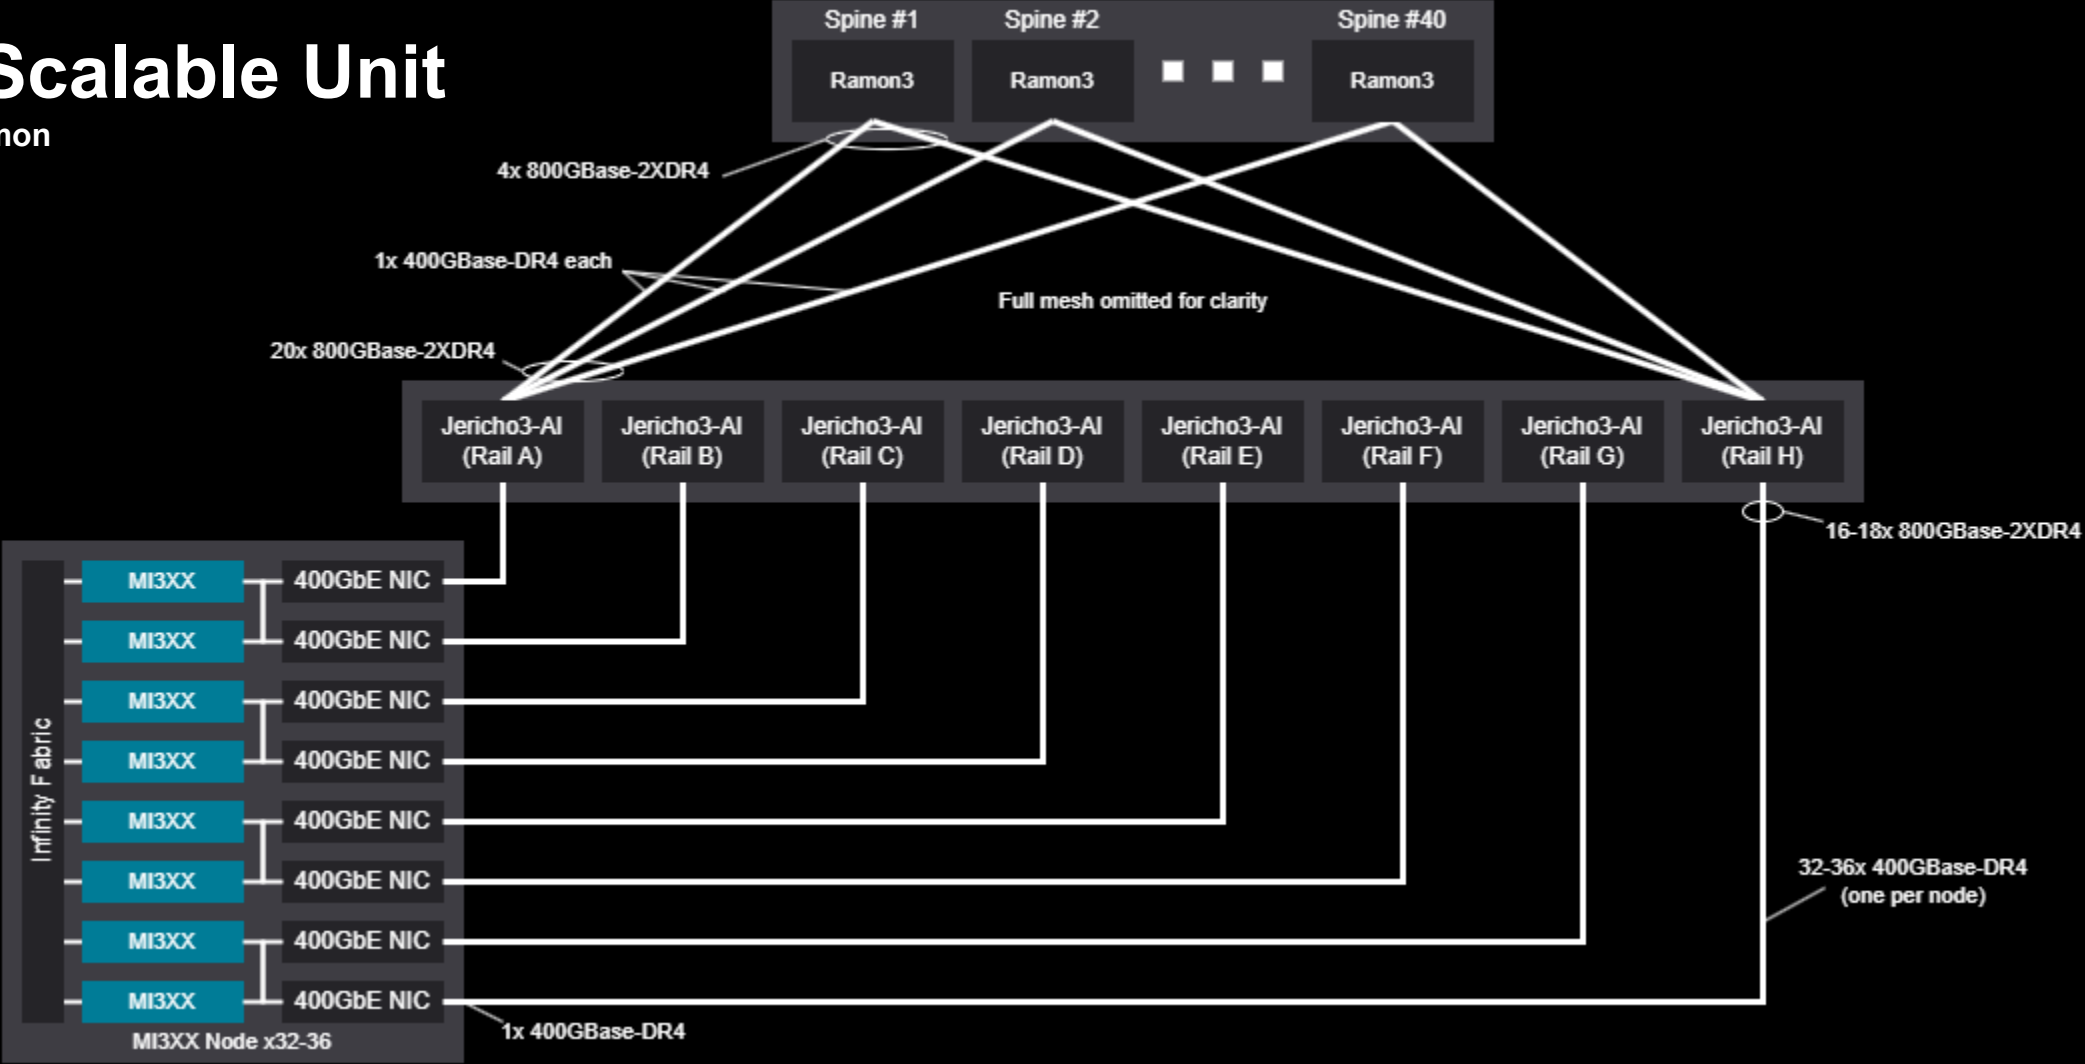 Scalable Unit
Spine #1
Spine #2
Spine #40
Ramon3
Ramon3
Ramon3
4x 800GBase-2XDR4
1x 400GBase-DR4 each
Full mesh omitted for clarity
20x 800GBase-2XDR4
Jericho3-AI
(Rail A)
Jericho3-AI
(Rail B)
Jericho3-AI
(Rail C)
Jericho3-AI
(Rail D)
Jericho3-AI
(Rail E)
Jericho3-AI
(Rail F)
Jericho3-AI
(Rail G)
Jericho3-AI
(Rail H)
16-18x 800GBase-2XDR4
Infinity Fabric
MI3XX
400GbE NIC
MI3XX
400GbE NIC
MI3XX
400GbE NIC
MI3XX
400GbE NIC
MI3XX
400GbE NIC
MI3XX
400GbE NIC
MI3XX
400GbE NIC
MI3XX
400GbE NIC
32-36x 400GBase-DR4
(one per node)
1x 400GBase-DR4
MI3XX Node x32-36